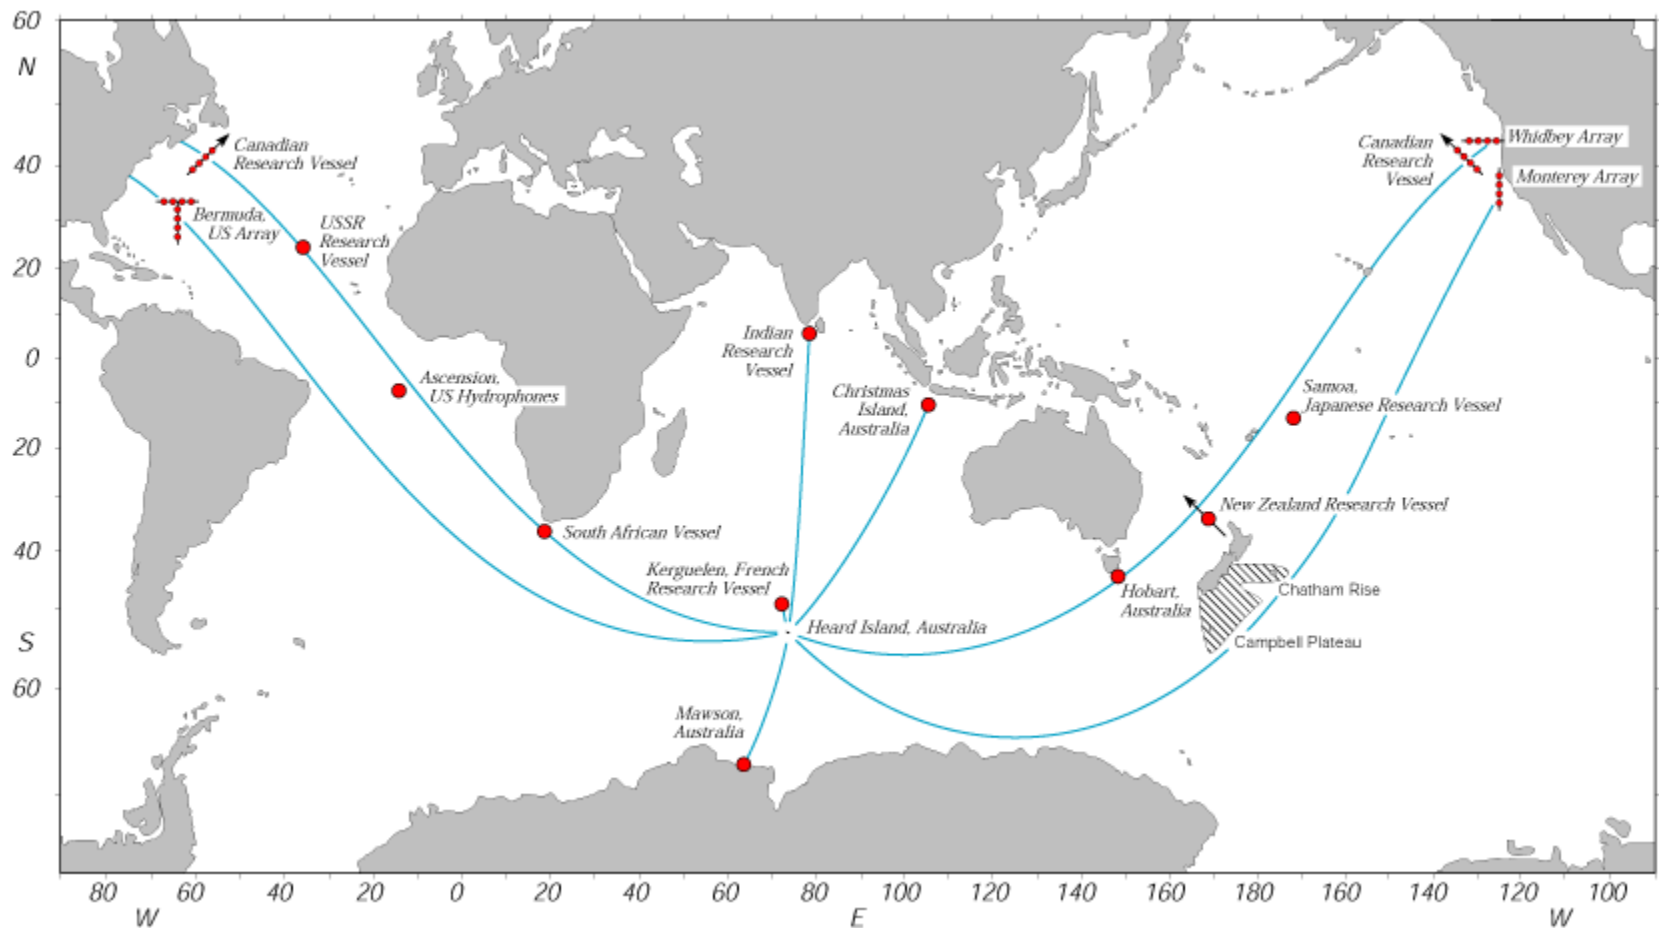 60
N
40
20
0
20
40
S
60
80
60
40
20
0
20
40
60
80
100
120
140
160
180
160
140
120
100
W
E
W
Canadian
Research Vessel
Bermuda,
US Array
USSR
Research
Vessel
Ascension,
US Hydrophones
South African Vessel
Indian
Research
Vessel
Christmas
Island,
Australia
Kerguelen, French
Research Vessel
Heard Island, Australia
Mawson,
Australia
Hobart,
Australia
New Zealand Research Vessel
Samoa,
Japanese Research Vessel
Chatham Rise
Campbell Plateau
Canadian
Research
Vessel
Whidbey Array
Monterey Array